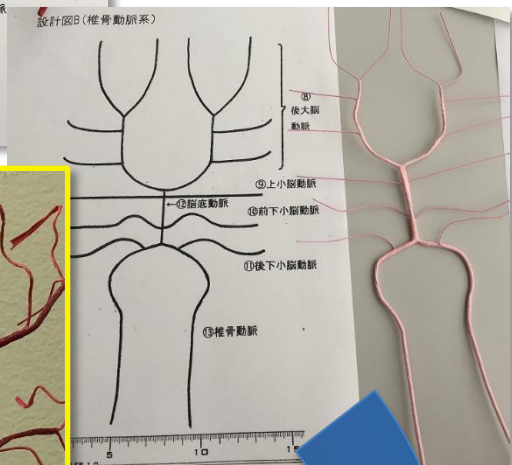 設計図B(椎骨動脈系)
⑧
後大脳
動脈
⑨上小脳動脈
←⑫脳底動脈
⑩前下小脳動脈
⑪後下小脳動脈
⑬椎骨動脈
5 10